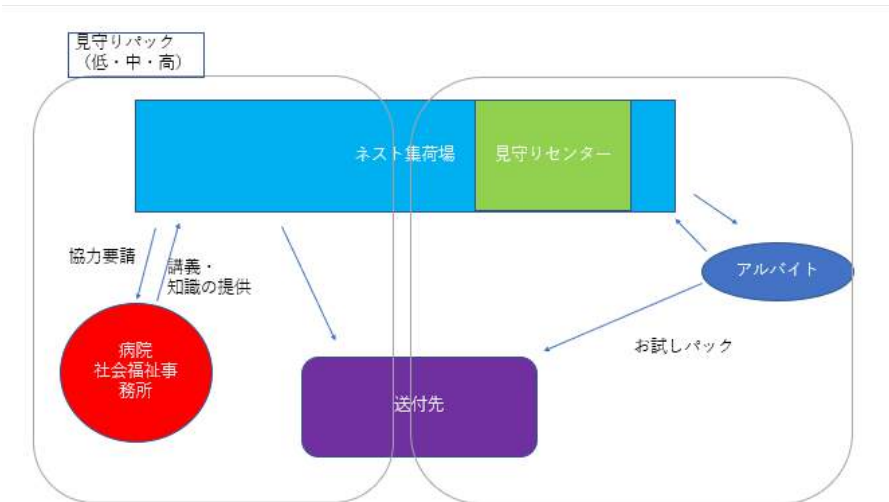 見守りパック
（低・中・高）
ネスト集荷場
見守りセンター
協力要請
講義・
知識の提供
アルバイト
病院
社会福祉事
務所
お試しパック
送付先